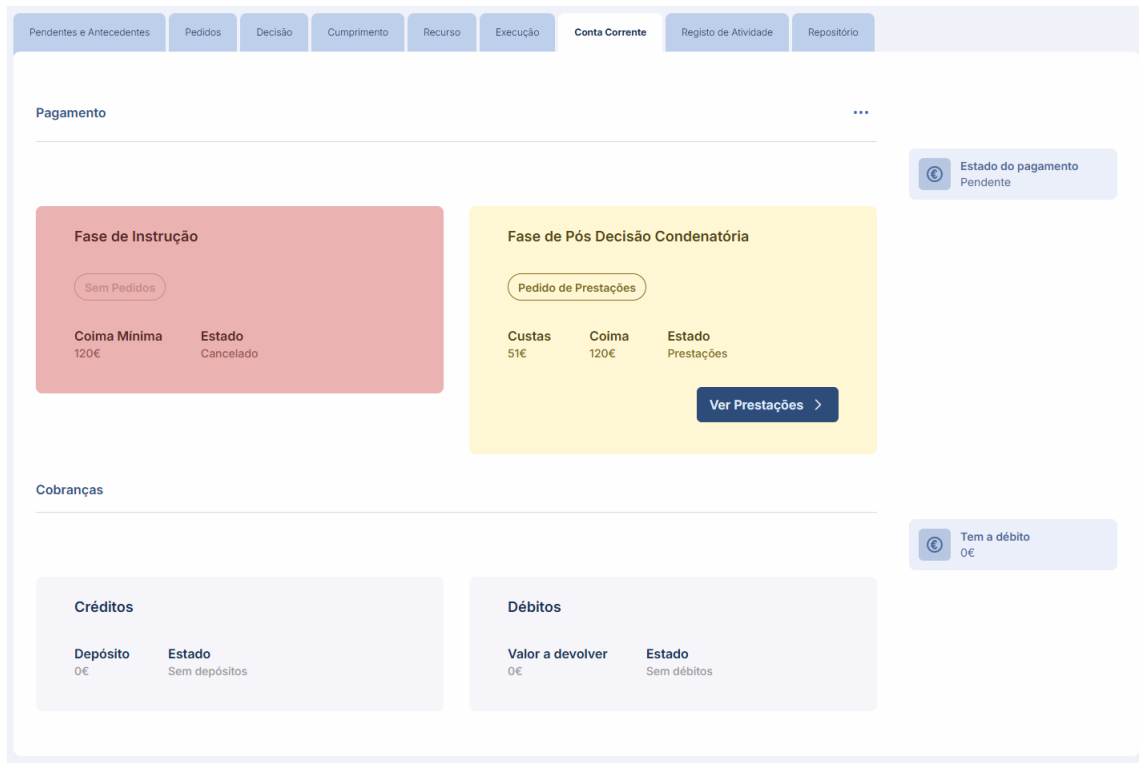 Pendentes e Antecedentes
Pedidos
Decisão
Cumprimento
Recurso
Execução
Conta Corrente
Registo de Atividade
Repositório
Pagamento
Estado do pagamento
Pendente
Fase de Instrução
Sem Pedidos
Coima Mínima
Estado
120€
Cancelado
Fase de Pós Decisão Condenatória
Pedido de Prestações
Custas
Coima
Estado
51€
120€
Prestações
Ver Prestações
Cobranças
Tem a débito
0€
Créditos
Depósito
Estado
0€
Sem depósitos
Débitos
Valor a devolver
Estado
0€
Sem débitos